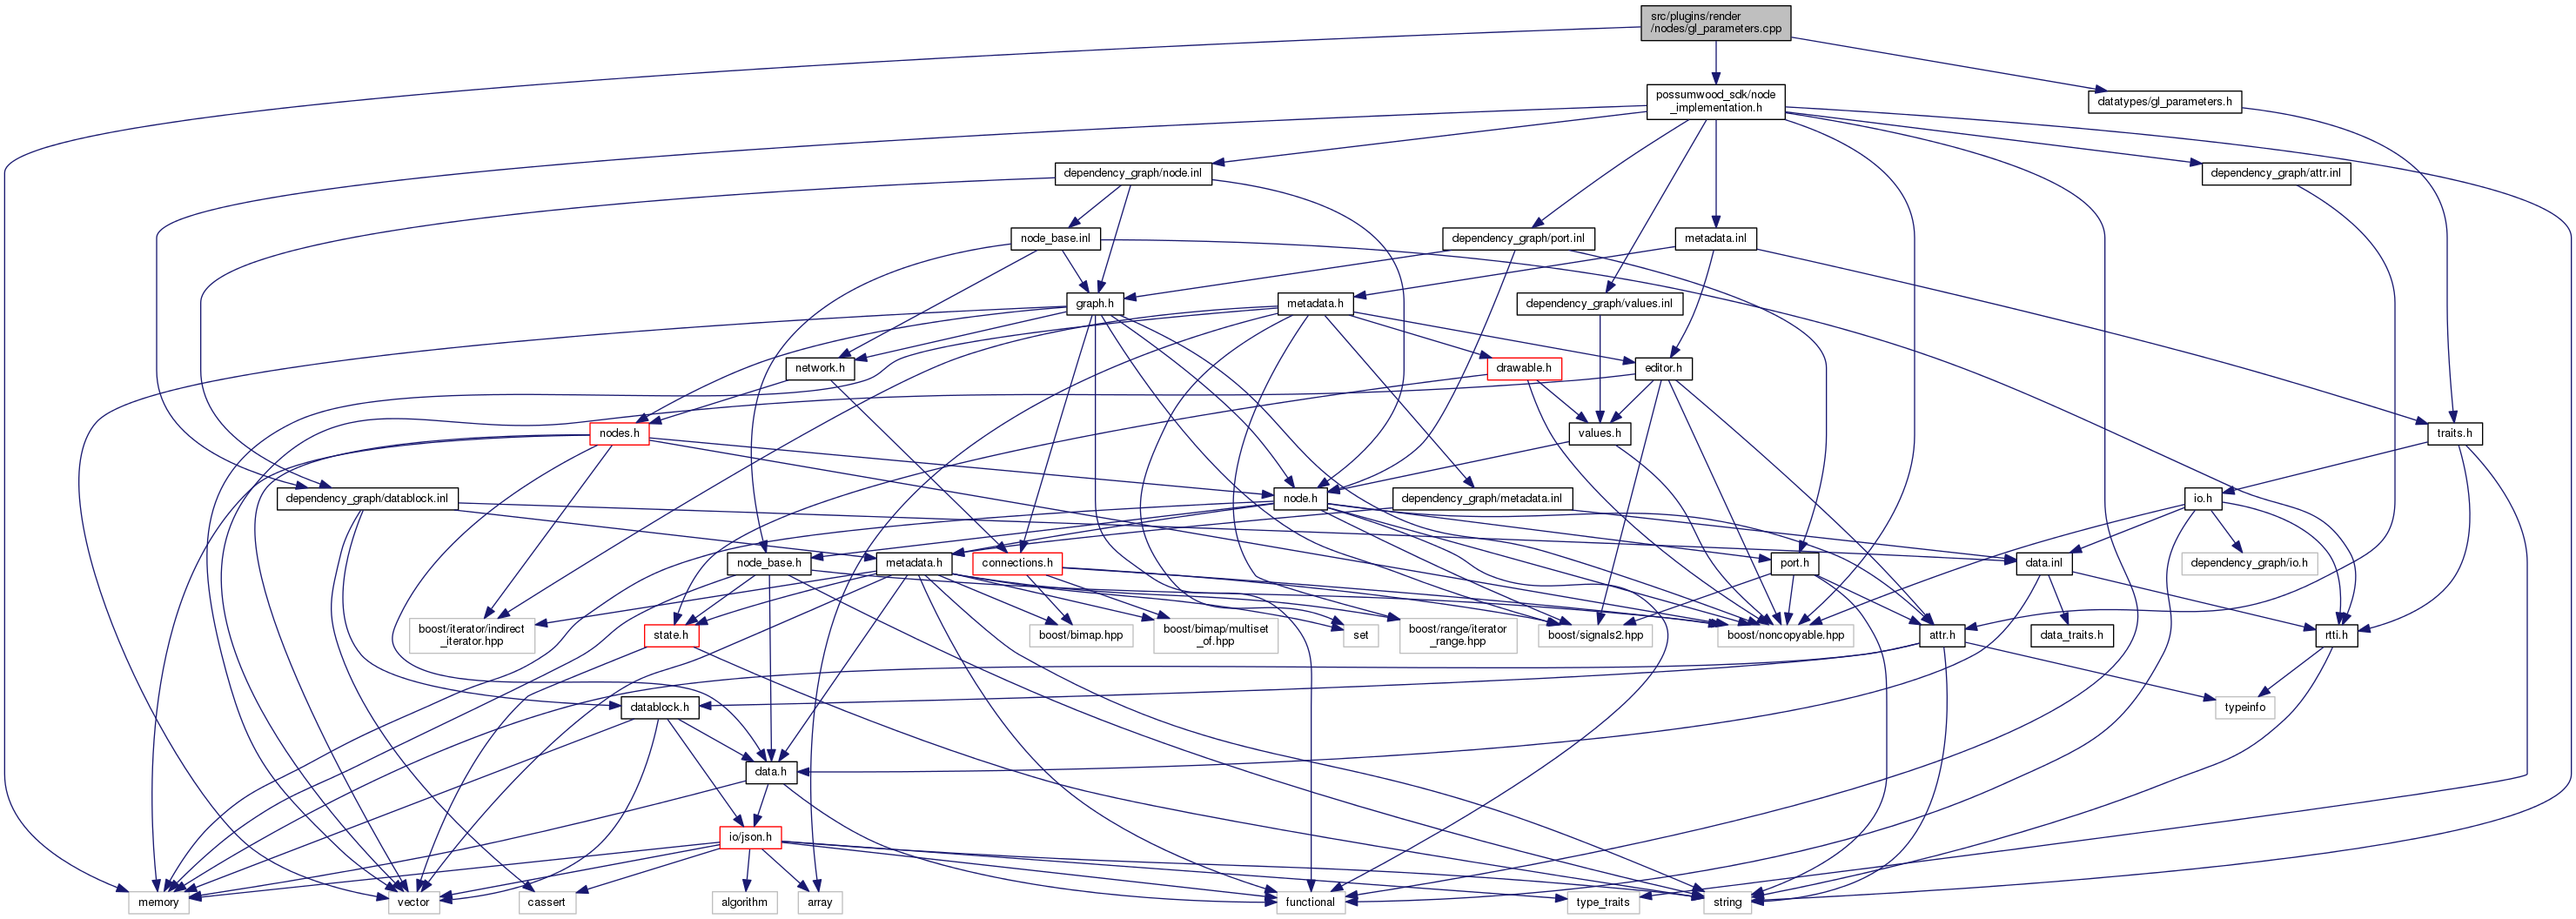 src/plugins/render
/nodes/gl_parameters.cpp
possumwood_sdk/node
_implementation.h
datatypes/gl_parameters.h
dependency_graph/node.inl
dependency_graph/attr.inl
node_base.inl
dependency_graph/port.inl
metadata.inl
graph.h
metadata.h
dependency_graph/values.inl
network.h
drawable.h
editor.h
nodes.h
values.h
traits.h
dependency_graph/datablock.inl
node.h
dependency_graph/metadata.inl
io.h
node_base.h
metadata.h
connections.h
port.h
data.inl
dependency_graph/io.h
boost/iterator/indirect
_iterator.hpp
state.h
boost/bimap.hpp
boost/bimap/multiset
_of.hpp
set
boost/range/iterator
_range.hpp
boost/signals2.hpp
boost/noncopyable.hpp
attr.h
data_traits.h
rtti.h
datablock.h
typeinfo
data.h
io/json.h
memory
vector
cassert
algorithm
array
functional
type_traits
string